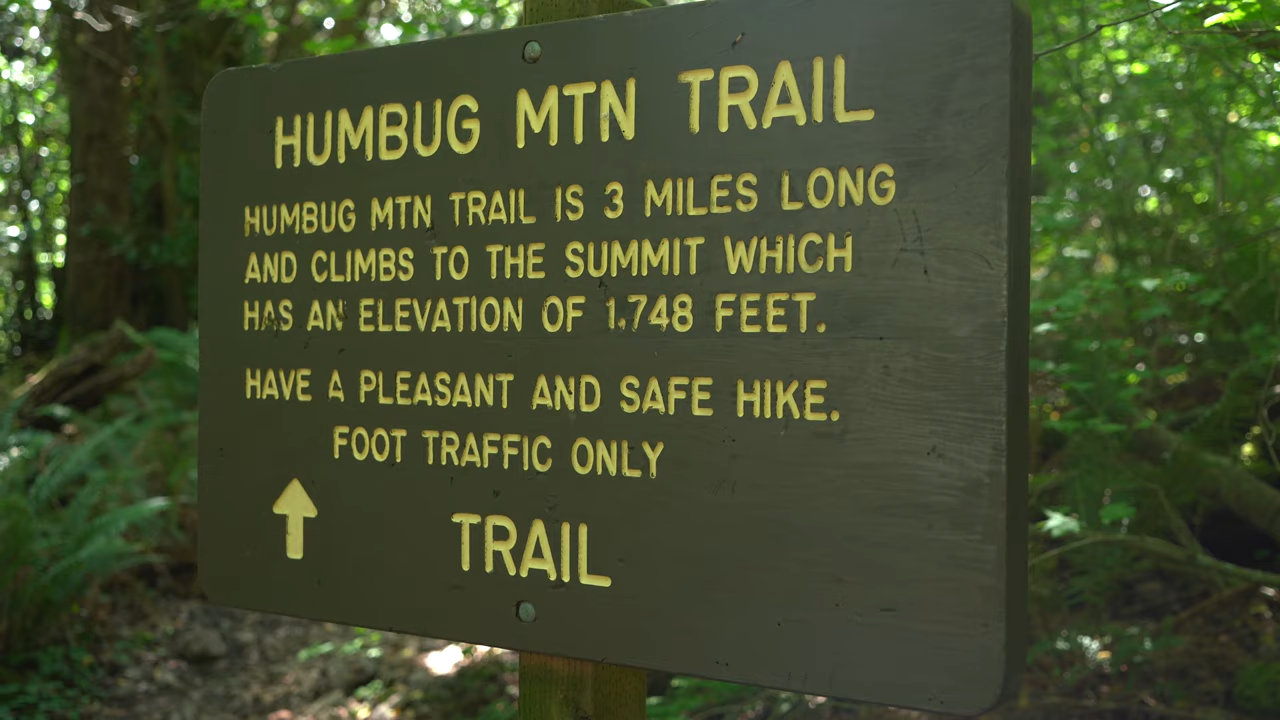 HUMBUG MTN TRAIL
HUMBUG MTN TRAIL IS 3 MILES LONG
AND CLIMBS TO THE SUMMIT WHICH
HAS AN ELEVATION OF 1,748 FEET.
HAVE A PLEASANT AND SAFE HIKE.
FOOT TRAFFIC ONLY
TRAIL